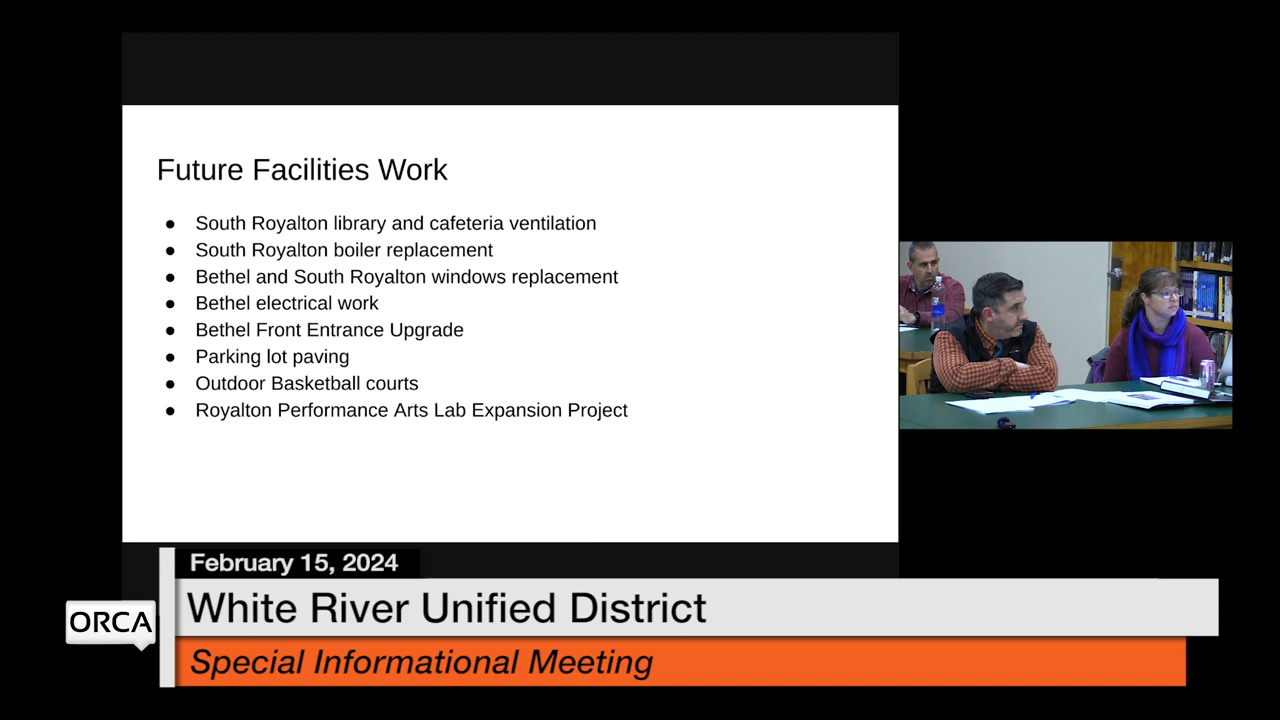 Future Facilities Work
● South Royalton library and cafeteria ventilation
● South Royalton boiler replacement
● Bethel and South Royalton windows replacement
● Bethel electrical work
● Bethel Front Entrance Upgrade
● Parking lot paving
● Outdoor Basketball courts
● Royalton Performance Arts Lab Expansion Project
February 15, 2024
White River Unified District
ORCA
Special Informational Meeting